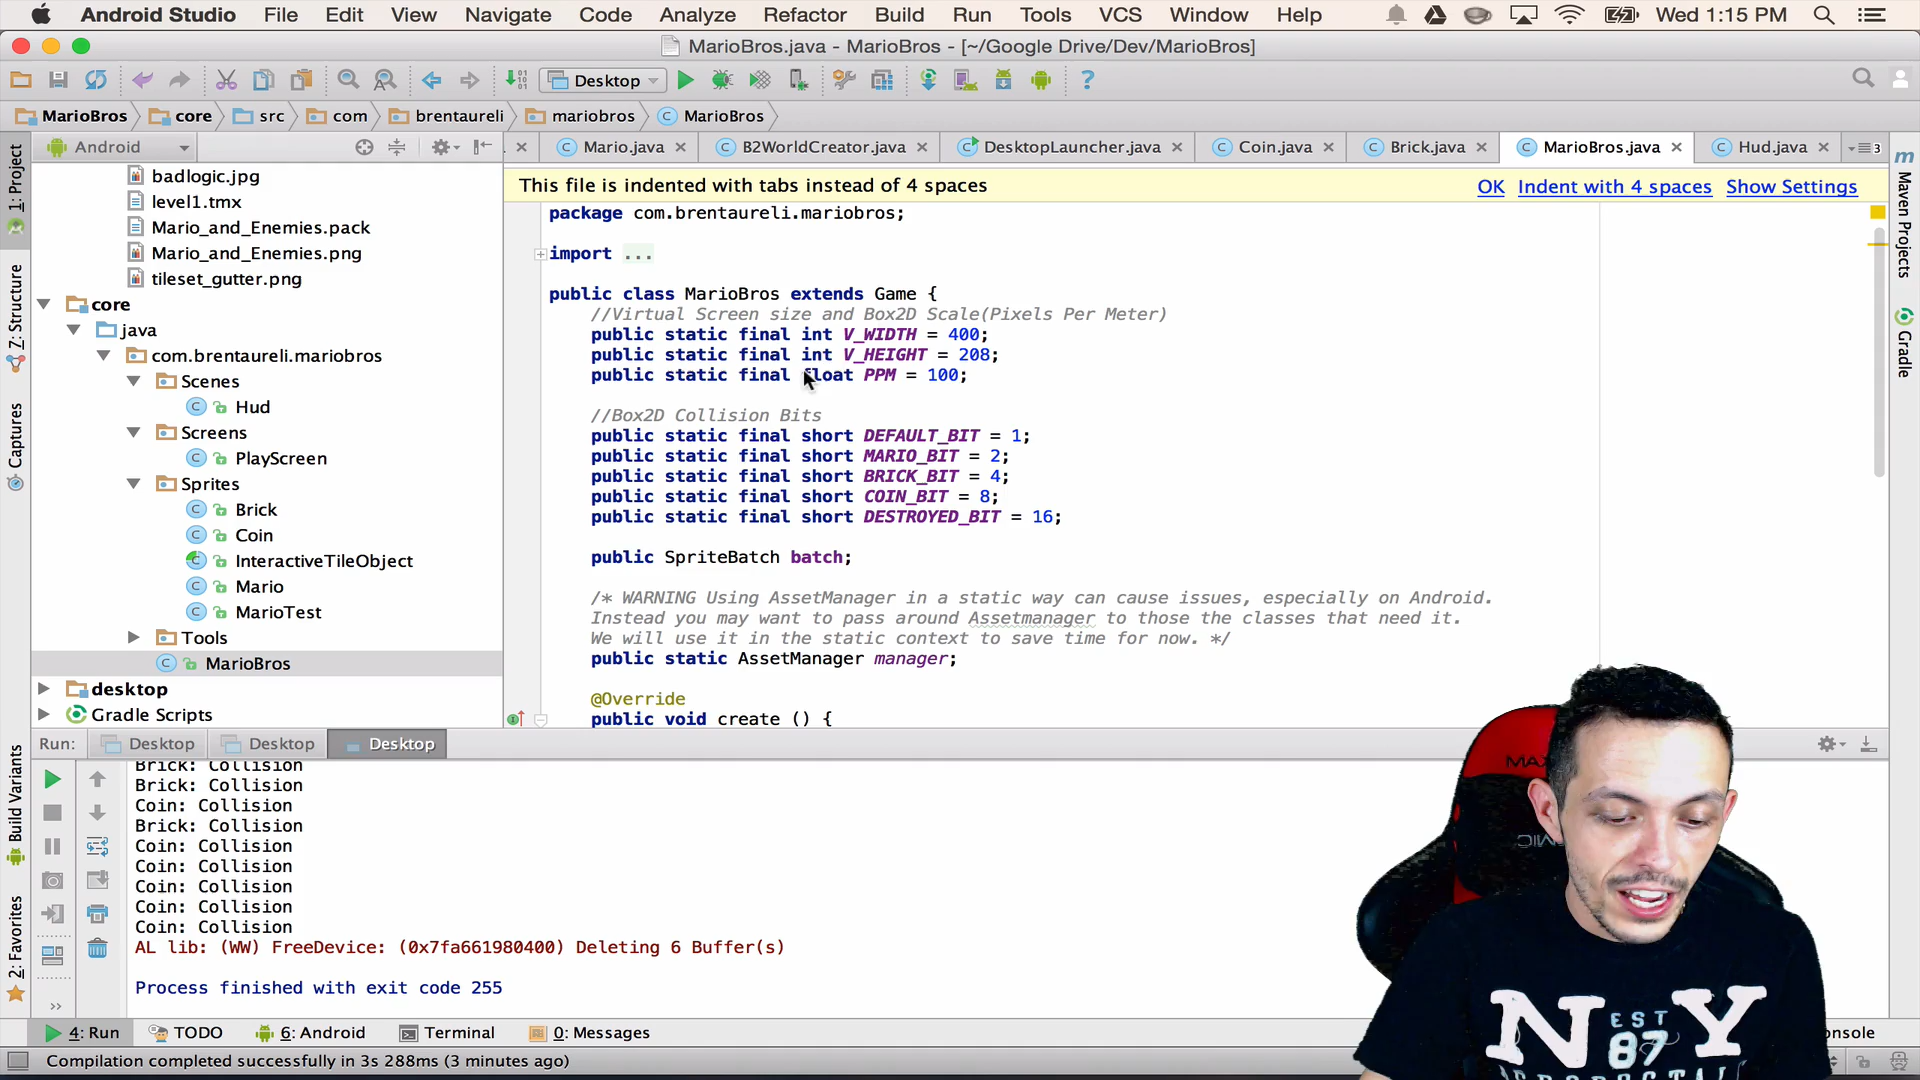 Android Studio File Edit View Navigate Code Analyze Refactor Build Run Tools VCS Window Help Wed 1:15 PM
MarioBros.java - MarioBros - [~/Google Drive/Dev/MarioBros]
Desktop
MarioBros core src com brentaureli mariobros MarioBros
Android
Mario.java B2WorldCreator.java DesktopLauncher.java Coin.java Brick.java MarioBros.java Hud.java 3
This file is indented with tabs instead of 4 spaces OK Indent with 4 spaces Show Settings
1: Project
Z: Structure
Captures
Build Variants
2: Favorites
badlogic.jpg
level1.tmx
Mario_and_Enemies.pack
Mario_and_Enemies.png
tileset_gutter.png
core
java
com.brentaureli.mariobros
Scenes
Hud
Screens
PlayScreen
Sprites
Brick
Coin
InteractiveTileObject
Mario
MarioTest
Tools
MarioBros
desktop
Gradle Scripts
package com.brentaureli.mariobros;
import ...
public class MarioBros extends Game {
//Virtual Screen size and Box2D Scale(Pixels Per Meter)
public static final int V_WIDTH = 400;
public static final int V_HEIGHT = 208;
public static final float PPM = 100;
//Box2D Collision Bits
public static final short DEFAULT_BIT = 1;
public static final short MARIO_BIT = 2;
public static final short BRICK_BIT = 4;
public static final short COIN_BIT = 8;
public static final short DESTROYED_BIT = 16;
public SpriteBatch batch;
/* WARNING Using AssetManager in a static way can cause issues, especially on Android.
Instead you may want to pass around Assetmanager to those the classes that need it.
We will use it in the static context to save time for now. */
public static AssetManager manager;
@Override
public void create () {
Maven Projects
Gradle
Run: Desktop Desktop Desktop
Brick: Collision
Brick: Collision
Coin: Collision
Brick: Collision
Coin: Collision
Coin: Collision
Coin: Collision
Coin: Collision
Coin: Collision
AL lib: (WW) FreeDevice: (0x7fa661980400) Deleting 6 Buffer(s)
Process finished with exit code 255
4: Run TODO 6: Android Terminal 0: Messages onsole
Compilation completed successfully in 3s 288ms (3 minutes ago)
MAX
NY
EST
87